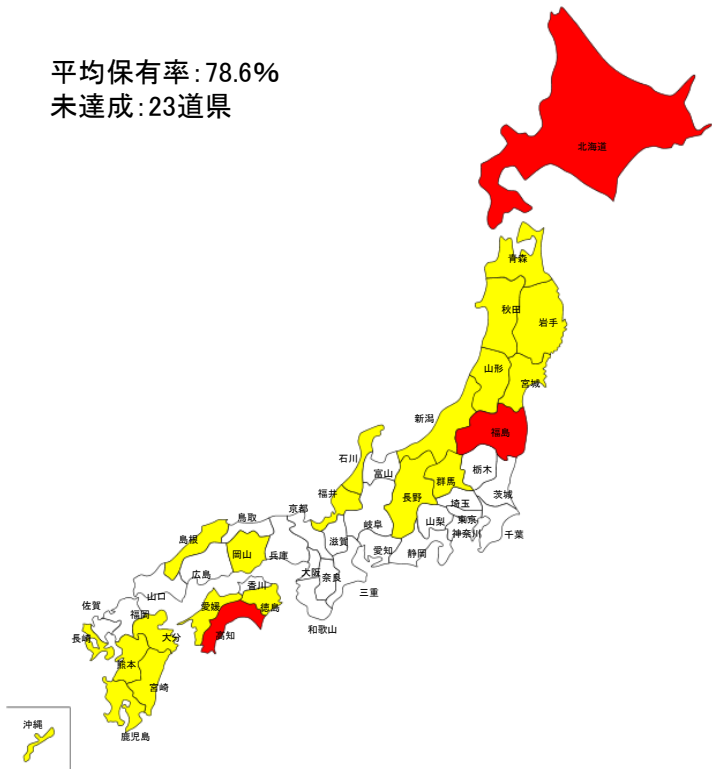 平均保有率:78.6%
未達成:23道県
北海道
青森
秋田
岩手
山形
宮城
新潟
福島
石川
富山
栃木
群馬
福井
長野
茨城
埼玉
鳥取
京都
岐阜
山梨
東京
神奈川
千葉
島根
岡山
兵庫
滋賀
愛知
静岡
広島
大阪
奈良
三重
山口
香川
佐賀
福岡
愛媛
徳島
和歌山
長崎
大分
高知
熊本
宮崎
鹿児島
沖縄